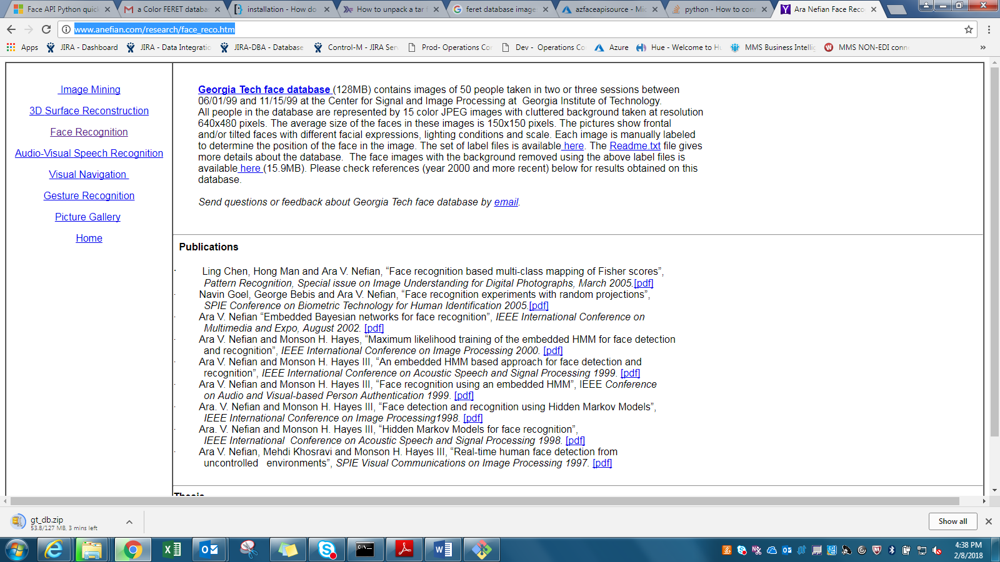 Face API Python quick
a Color FERET databa
installation - How do
How to unpack a tar f
feret database image
azfaceapisource - Mic
python - How to con
Ara Nefian Face Reco
www.anefian.com/research/face_reco.htm
Apps
JIRA - Dashboard
JIRA - Data Integratio
JIRA-DBA - Database
Control-M - JIRA Ser
Prod- Operations Co
Dev - Operations Co
Azure
Hue - Welcome to H
MMS Business Intellig
MMS NON-EDI conn
»
Image Mining
3D Surface Reconstruction
Face Recognition
Audio-Visual Speech Recognition
Visual Navigation
Gesture Recognition
Picture Gallery
Home
Georgia Tech face database (128MB) contains images of 50 people taken in two or three sessions between
06/01/99 and 11/15/99 at the Center for Signal and Image Processing at Georgia Institute of Technology.
All people in the database are represented by 15 color JPEG images with cluttered background taken at resolution
640x480 pixels. The average size of the faces in these images is 150x150 pixels. The pictures show frontal
and/or tilted faces with different facial expressions, lighting conditions and scale. Each image is manually labeled
to determine the position of the face in the image. The set of label files is available here. The Readme.txt file gives
more details about the database. The face images with the background removed using the above label files is
available here (15.9MB). Please check references (year 2000 and more recent) below for results obtained on this
database.
Send questions or feedback about Georgia Tech face database by email.
Publications
· Ling Chen, Hong Man and Ara V. Nefian, “Face recognition based multi-class mapping of Fisher scores”,
Pattern Recognition, Special issue on Image Understanding for Digital Photographs, March 2005.[pdf]
· Navin Goel, George Bebis and Ara V. Nefian, “Face recognition experiments with random projections”,
SPIE Conference on Biometric Technology for Human Identification 2005.[pdf]
· Ara V. Nefian “Embedded Bayesian networks for face recognition”, IEEE International Conference on
Multimedia and Expo, August 2002. [pdf]
· Ara V. Nefian and Monson H. Hayes, “Maximum likelihood training of the embedded HMM for face detection
and recognition”, IEEE International Conference on Image Processing 2000. [pdf]
· Ara V. Nefian and Monson H. Hayes III, “An embedded HMM based approach for face detection and
recognition”, IEEE International Conference on Acoustic Speech and Signal Processing 1999. [pdf]
· Ara V. Nefian and Monson H. Hayes III, “Face recognition using an embedded HMM”, IEEE Conference
on Audio and Visual-based Person Authentication 1999. [pdf]
· Ara. V. Nefian and Monson H. Hayes III, “Face detection and recognition using Hidden Markov Models”,
IEEE International Conference on Image Processing1998. [pdf]
· Ara. V. Nefian and Monson H. Hayes III, “Hidden Markov Models for face recognition”,
IEEE International Conference on Acoustic Speech and Signal Processing 1998. [pdf]
· Ara V. Nefian, Mehdi Khosravi and Monson H. Hayes III, “Real-time human face detection from
uncontrolled environments”, SPIE Visual Communications on Image Processing 1997. [pdf]
Thesis
gt_db.zip
53.8/127 MB, 3 mins left
Show all
4:38 PM
2/8/2018